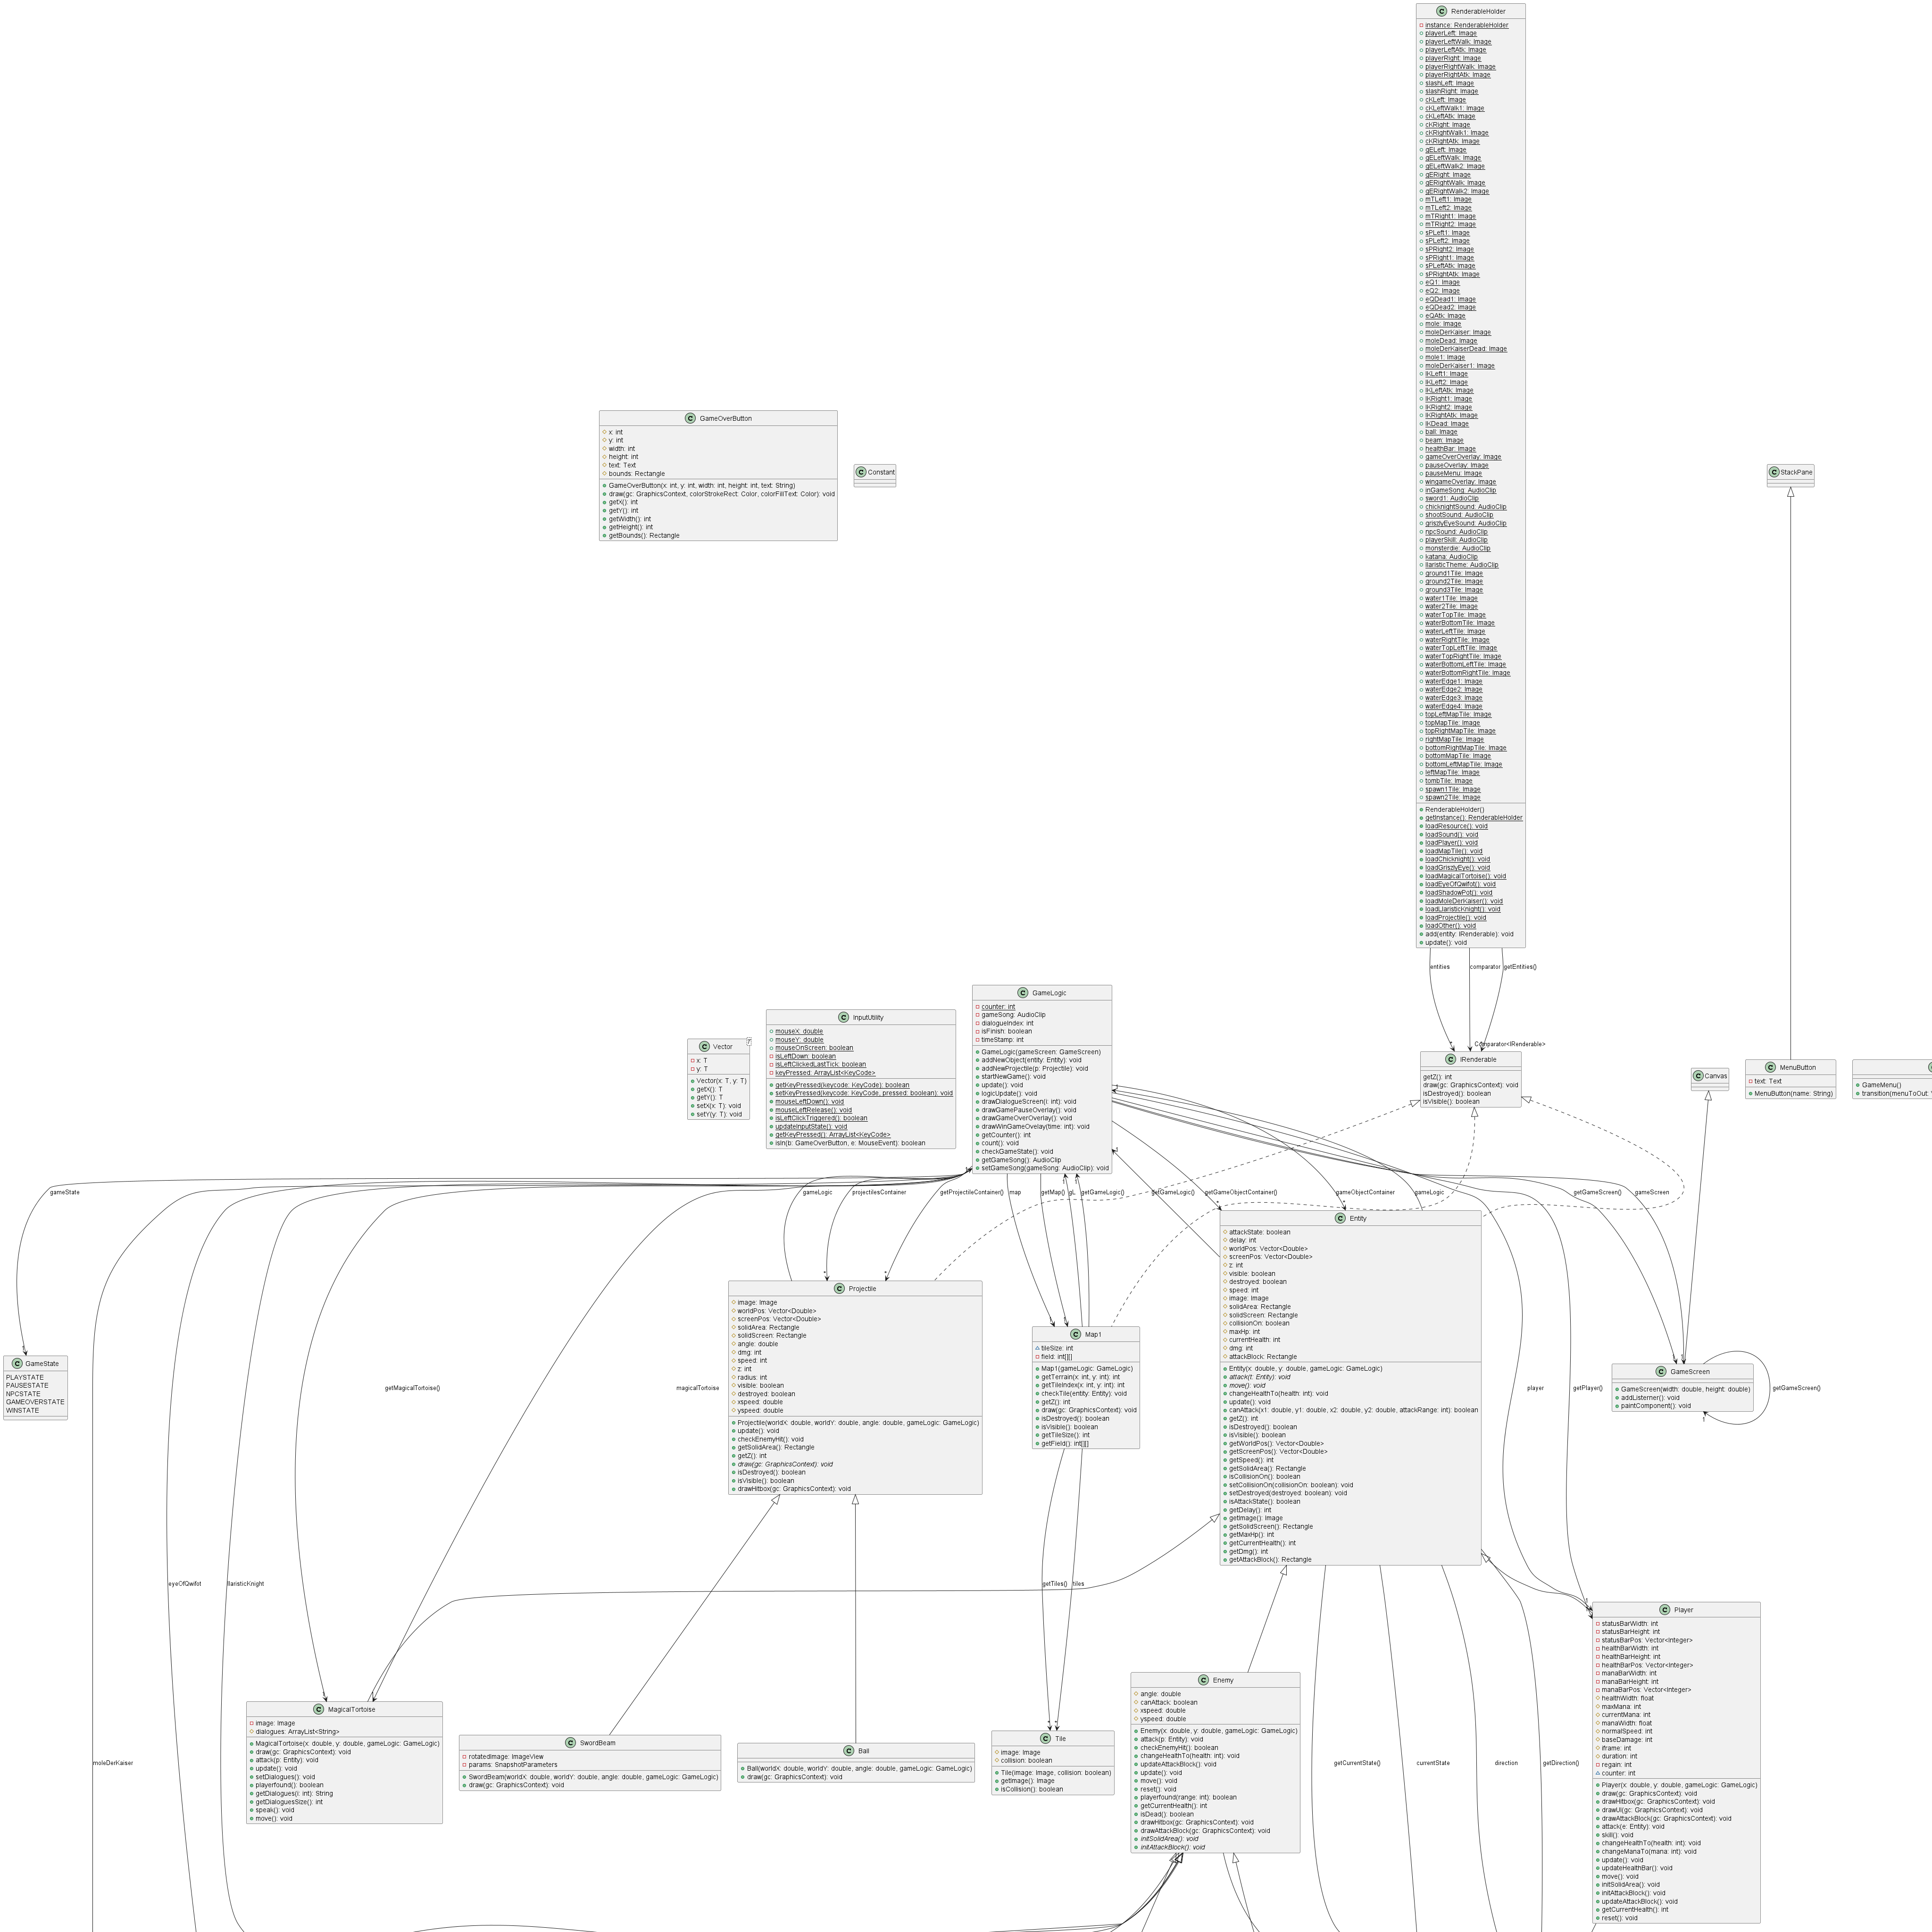 RenderableHolder
instance: RenderableHolder
playerLeft: Image
playerLeftWalk: Image
playerLeftAtk: Image
playerRight: Image
playerRightWalk: Image
playerRightAtk: Image
slashLeft: Image
slashRight: Image
cKLeft: Image
cKLeftWalk1: Image
cKLeftAtk: Image
cKRight: Image
cKRightWalk1: Image
cKRightAtk: Image
gELeft: Image
gELeftWalk: Image
gELeftWalk2: Image
gERight: Image
gERightWalk: Image
gERightWalk2: Image
mTLeft1: Image
mTLeft2: Image
mTRight1: Image
mTRight2: Image
sPLeft1: Image
sPLeft2: Image
sPRight2: Image
sPRight1: Image
sPLeftAtk: Image
sPRightAtk: Image
eQ1: Image
eQ2: Image
eQDead1: Image
eQDead2: Image
eQAtk: Image
mole: Image
moleDerKaiser: Image
moleDead: Image
moleDerKaiserDead: Image
mole1: Image
moleDerKaiser1: Image
lKLeft1: Image
lKLeft2: Image
lKLeftAtk: Image
lKRight1: Image
lKRight2: Image
lKRightAtk: Image
lKDead: Image
ball: Image
beam: Image
healthBar: Image
gameOverOverlay: Image
pauseOverlay: Image
pauseMenu: Image
wingameOverlay: Image
inGameSong: AudioClip
sword1: AudioClip
chicknightSound: AudioClip
shootSound: AudioClip
griszlyEyeSound: AudioClip
npcSound: AudioClip
playerSkill: AudioClip
monsterdie: AudioClip
katana: AudioClip
llaristicTheme: AudioClip
ground1Tile: Image
ground2Tile: Image
ground3Tile: Image
water1Tile: Image
water2Tile: Image
waterTopTile: Image
waterBottomTile: Image
waterLeftTile: Image
waterRightTile: Image
waterTopLeftTile: Image
waterTopRightTile: Image
waterBottomLeftTile: Image
waterBottomRightTile: Image
waterEdge1: Image
waterEdge2: Image
waterEdge3: Image
waterEdge4: Image
topLeftMapTile: Image
topMapTile: Image
topRightMapTile: Image
rightMapTile: Image
bottomRightMapTile: Image
bottomMapTile: Image
bottomLeftMapTile: Image
leftMapTile: Image
tombTile: Image
spawn1Tile: Image
spawn2Tile: Image
RenderableHolder()
getInstance(): RenderableHolder
loadResource(): void
loadSound(): void
loadPlayer(): void
loadMapTile(): void
loadChicknight(): void
loadGriszlyEye(): void
loadMagicalTortoise(): void
loadEyeOfQwifot(): void
loadShadowPot(): void
loadMoleDerKaiser(): void
loadLlaristicKnight(): void
loadProjectile(): void
loadOther(): void
add(entity: IRenderable): void
update(): void
GameOverButton
x: int
y: int
width: int
height: int
text: Text
bounds: Rectangle
GameOverButton(x: int, y: int, width: int, height: int, text: String)
draw(gc: GraphicsContext, colorStrokeRect: Color, colorFillText: Color): void
getX(): int
getY(): int
getWidth(): int
getHeight(): int
getBounds(): Rectangle
Constant
StackPane
entities
comparator
getEntities()
* Comparator<IRenderable> *
Vector T
x: T
y: T
Vector(x: T, y: T)
getX(): T
getY(): T
setX(x: T): void
setY(y: T): void
InputUtility
mouseX: double
mouseY: double
mouseOnScreen: boolean
isLeftDown: boolean
isLeftClickedLastTick: boolean
keyPressed: ArrayList<KeyCode>
getKeyPressed(keycode: KeyCode): boolean
setKeyPressed(keycode: KeyCode, pressed: boolean): void
mouseLeftDown(): void
mouseLeftRelease(): void
isLeftClickTriggered(): boolean
updateInputState(): void
getKeyPressed(): ArrayList<KeyCode>
isIn(b: GameOverButton, e: MouseEvent): boolean
GameLogic
counter: int
gameSong: AudioClip
dialogueIndex: int
isFinish: boolean
timeStamp: int
GameLogic(gameScreen: GameScreen)
addNewObject(entity: Entity): void
addNewProjectile(p: Projectile): void
startNewGame(): void
update(): void
logicUpdate(): void
drawDialogueScreen(i: int): void
drawGamePauseOverlay(): void
drawGameOverOverlay(): void
drawWinGameOvelay(time: int): void
getCounter(): int
count(): void
checkGameState(): void
getGameSong(): AudioClip
setGameSong(gameSong: AudioClip): void
IRenderable
getZ(): int
draw(gc: GraphicsContext): void
isDestroyed(): boolean
isVisible(): boolean
Canvas
MenuButton
text: Text
MenuButton(name: String)
GameMenu()
gameState
gameLogic
projectilesContainer
getProjectileContainer()
map
getMap()
gL
getGameLogic()
getGameLogic()
getGameObjectContainer()
gameObjectContainer
gameLogic
player
getPlayer()
getGameScreen()
gameScreen
getMagicalTortoise()
magicalTortoise
GameState
PLAYSTATE
PAUSESTATE
NPCSTATE
GAMEOVERSTATE
WINSTATE
Projectile
image: Image
worldPos: Vector<Double>
screenPos: Vector<Double>
solidArea: Rectangle
solidScreen: Rectangle
angle: double
dmg: int
speed: int
z: int
radius: int
visible: boolean
destroyed: boolean
xspeed: double
yspeed: double
Projectile(worldX: double, worldY: double, angle: double, gameLogic: GameLogic)
update(): void
checkEnemyHit(): void
getSolidArea(): Rectangle
getZ(): int
draw(gc: GraphicsContext): void
isDestroyed(): boolean
isVisible(): boolean
drawHitbox(gc: GraphicsContext): void
Map1
tileSize: int
field: int[][]
Map1(gameLogic: GameLogic)
getTerrain(x: int, y: int): int
getTileIndex(x: int, y: int): int
checkTile(entity: Entity): void
getZ(): int
draw(gc: GraphicsContext): void
isDestroyed(): boolean
isVisible(): boolean
getTileSize(): int
getField(): int[][]
Entity
attackState: boolean
delay: int
worldPos: Vector<Double>
screenPos: Vector<Double>
z: int
visible: boolean
destroyed: boolean
speed: int
image: Image
solidArea: Rectangle
solidScreen: Rectangle
collisionOn: boolean
maxHp: int
currentHealth: int
dmg: int
attackBlock: Rectangle
Entity(x: double, y: double, gameLogic: GameLogic)
attack(t: Entity): void
move(): void
changeHealthTo(health: int): void
update(): void
canAttack(x1: double, y1: double, x2: double, y2: double, attackRange: int): boolean
getZ(): int
isDestroyed(): boolean
isVisible(): boolean
getWorldPos(): Vector<Double>
getScreenPos(): Vector<Double>
getSpeed(): int
getSolidArea(): Rectangle
isCollisionOn(): boolean
setCollisionOn(collisionOn: boolean): void
setDestroyed(destroyed: boolean): void
isAttackState(): boolean
getDelay(): int
getImage(): Image
getSolidScreen(): Rectangle
getMaxHp(): int
getCurrentHealth(): int
getDmg(): int
getAttackBlock(): Rectangle
GameScreen
GameScreen(width: double, height: double)
addListerner(): void
paintComponent(): void
getGameScreen()
1
eyeOfQwifot
llaristicKnight
getTiles()
tiles
moleDerKaiser
MagicalTortoise
image: Image
dialogues: ArrayList<String>
MagicalTortoise(x: double, y: double, gameLogic: GameLogic)
draw(gc: GraphicsContext): void
attack(p: Entity): void
update(): void
setDialogues(): void
playerfound(): boolean
getDialogues(i: int): String
getDialoguesSize(): int
speak(): void
move(): void
SwordBeam
rotatedImage: ImageView
params: SnapshotParameters
SwordBeam(worldX: double, worldY: double, angle: double, gameLogic: GameLogic)
draw(gc: GraphicsContext): void
Ball
Ball(worldX: double, worldY: double, angle: double, gameLogic: GameLogic)
draw(gc: GraphicsContext): void
Tile
image: Image
collision: boolean
Tile(image: Image, collision: boolean)
getImage(): Image
isCollision(): boolean
Enemy
angle: double
canAttack: boolean
xspeed: double
yspeed: double
Enemy(x: double, y: double, gameLogic: GameLogic)
attack(p: Entity): void
checkEnemyHit(): boolean
changeHealthTo(health: int): void
updateAttackBlock(): void
update(): void
move(): void
reset(): void
playerfound(range: int): boolean
getCurrentHealth(): int
isDead(): boolean
drawHitbox(gc: GraphicsContext): void
drawAttackBlock(gc: GraphicsContext): void
initSolidArea(): void
initAttackBlock(): void
getCurrentState()
currentState
direction
getDirection()
Player
statusBarWidth: int
statusBarHeight: int
statusBarPos: Vector<Integer>
healthBarWidth: int
healthBarHeight: int
healthBarPos: Vector<Integer>
manaBarWidth: int
manaBarHeight: int
manaBarPos: Vector<Integer>
healthWidth: float
maxMana: int
currentMana: int
manaWidth: float
normalSpeed: int
baseDamage: int
iframe: int
duration: int
regain: int
counter: int
Player(x: double, y: double, gameLogic: GameLogic)
draw(gc: GraphicsContext): void
drawHitbox(gc: GraphicsContext): void
drawUI(gc: GraphicsContext): void
drawAttackBlock(gc: GraphicsContext): void
attack(e: Entity): void
skill(): void
changeHealthTo(health: int): void
changeManaTo(mana: int): void
update(): void
updateHealthBar(): void
move(): void
initSolidArea(): void
initAttackBlock(): void
updateAttackBlock(): void
getCurrentHealth(): int
reset(): void